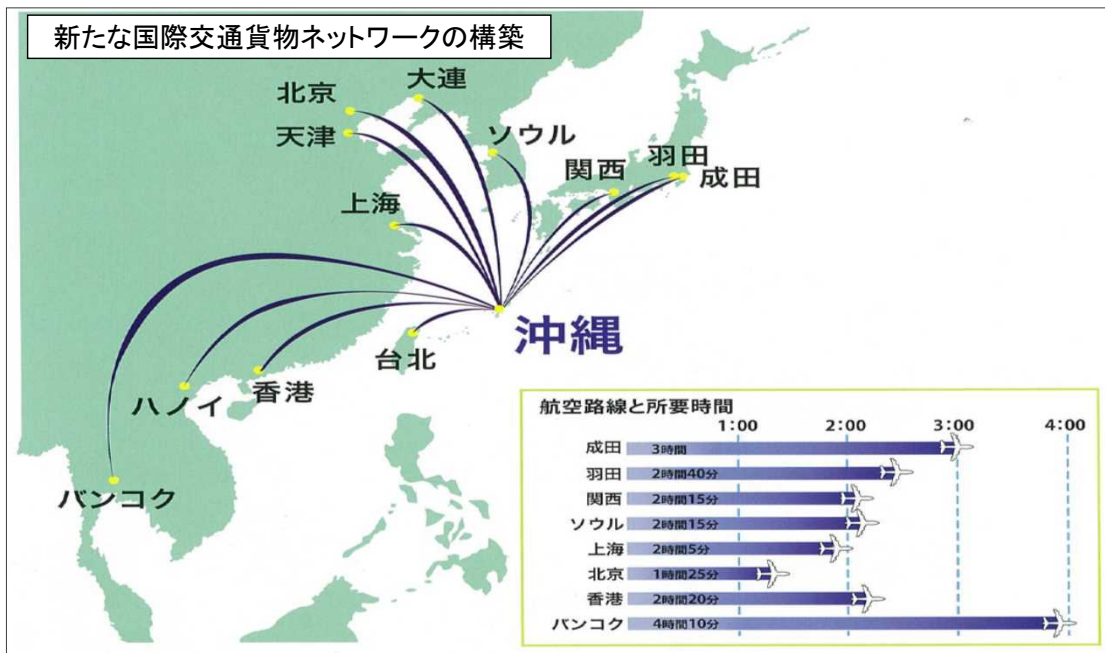 新たな国際交通貨物ネットワークの構築
大連
北京
天津
ソウル
羽田
関西
成田
上海
沖縄
台北
香港
ハノイ
バンコク
航空路線と所要時間
1:00 2:00 3:00 4:00
成田 3時間
羽田 2時間40分
関西 2時間15分
ソウル 2時間15分
上海 2時間5分
北京 1時間25分
香港 2時間20分
バンコク 4時間10分